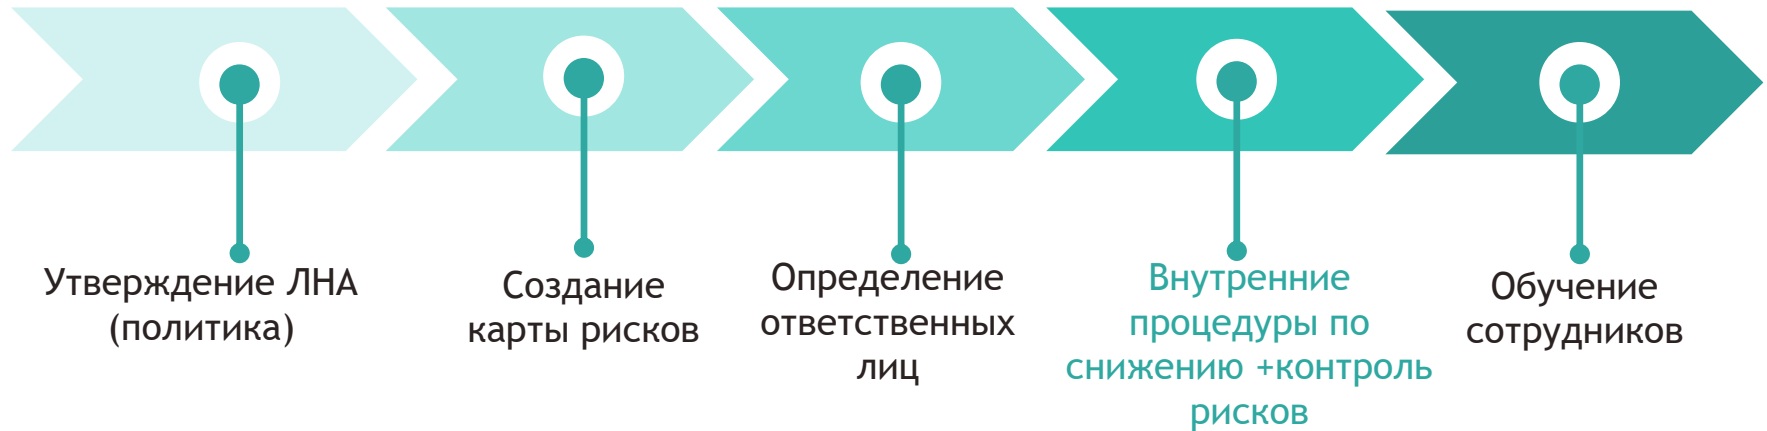 Утверждение ЛНА
(политика)
Создание
карты рисков
Определение
ответственных
лиц
Внутренние
процедуры по
снижению +контроль
рисков
Обучение
сотрудников